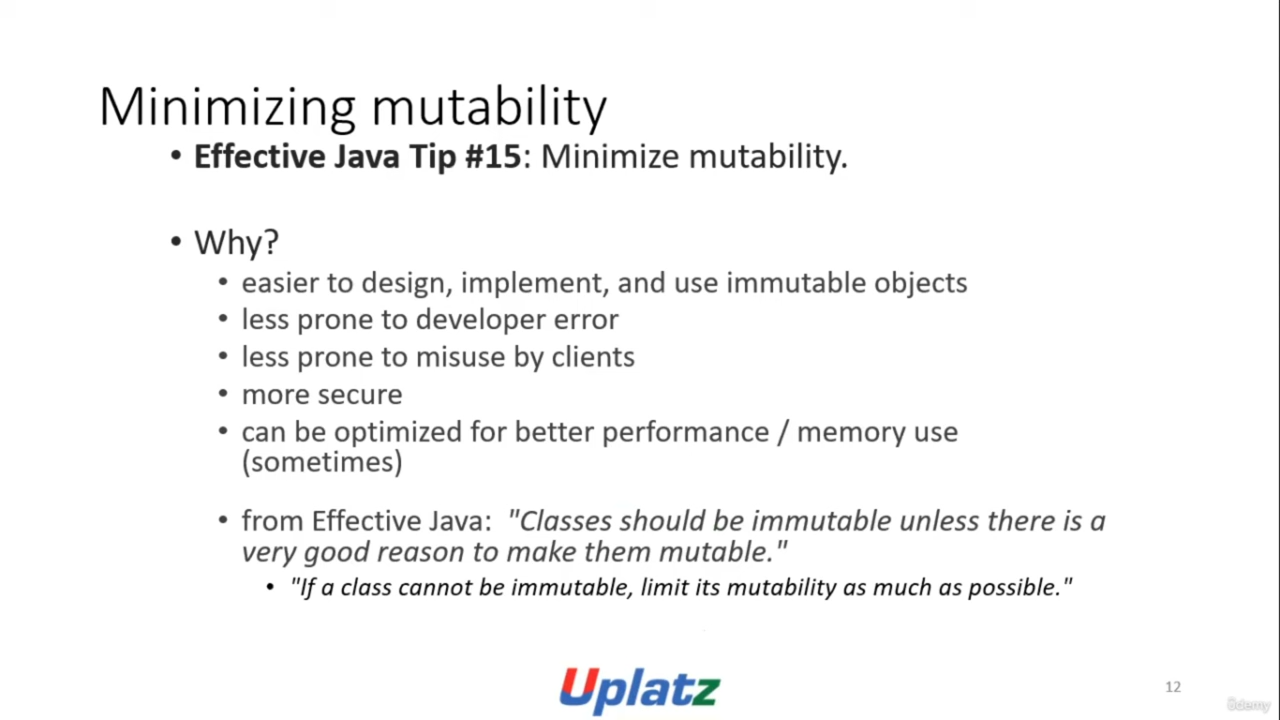 Minimizing mutability
• Effective Java Tip #15: Minimize mutability.
• Why?
• easier to design, implement, and use immutable objects
• less prone to developer error
• less prone to misuse by clients
• more secure
• can be optimized for better performance / memory use
(sometimes)
• from Effective Java: "Classes should be immutable unless there is a
very good reason to make them mutable."
• "If a class cannot be immutable, limit its mutability as much as possible."
Uplatz
12
ûdemy